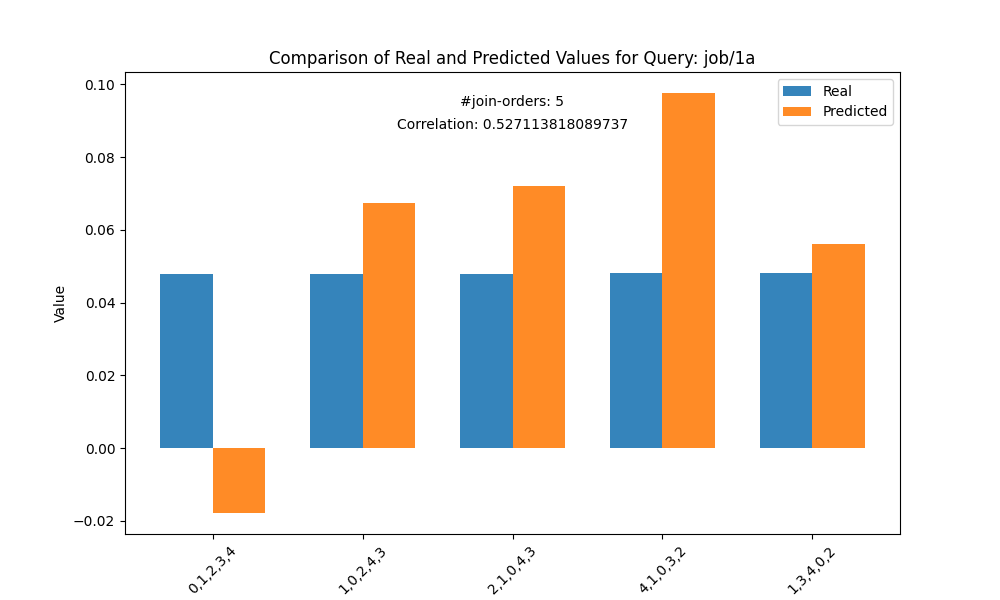 Comparison of Real and Predicted Values for Query: job/1a
#join-orders: 5
Correlation: 0.527113818089737
Real
Predicted
Value
0.10
0.08
0.06
0.04
0.02
0.00
−0.02
0,1,2,3,4
1,0,2,4,3
2,1,0,4,3
4,1,0,3,2
1,3,4,0,2